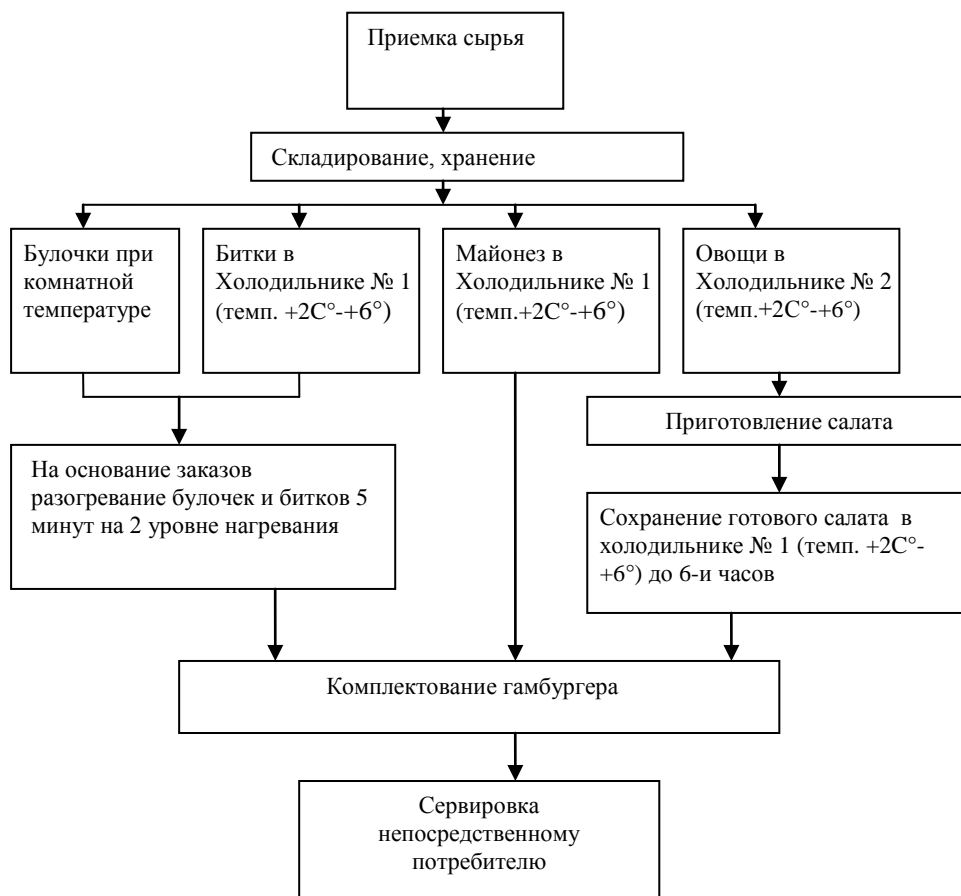 Приемка сырья
Складирование, хранение
Булочки при
комнатной
температуре
Битки в
Холодильнике № 1
(темп. +2С°-+6°)
Майонез в
Холодильнике № 1
(темп.+2С°-+6°)
Овощи в
Холодильнике № 2
(темп.+2С°-+6°)
Приготовление салата
На основание заказов
разогревание булочек и битков 5
минут на 2 уровне нагревания
Сохранение готового салата в
холодильнике № 1 (темп. +2С°-
+6°) до 6-и часов
Комплектование гамбургера
Сервировка
непосредственному
потребителю